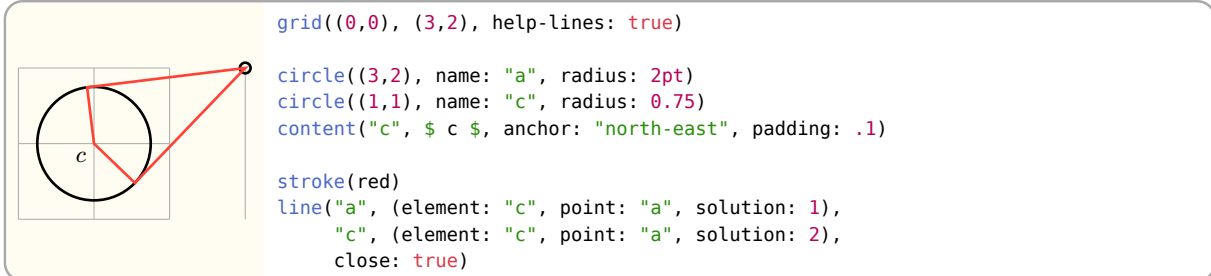 grid((0,0), (3,2), help-lines: true)
circle((3,2), name: "a", radius: 2pt)
circle((1,1), name: "c", radius: 0.75)
content("c", $ c $, anchor: "north-east", padding: .1)
c
stroke(red)
line("a", (element: "c", point: "a", solution: 1),
"c", (element: "c", point: "a", solution: 2),
close: true)